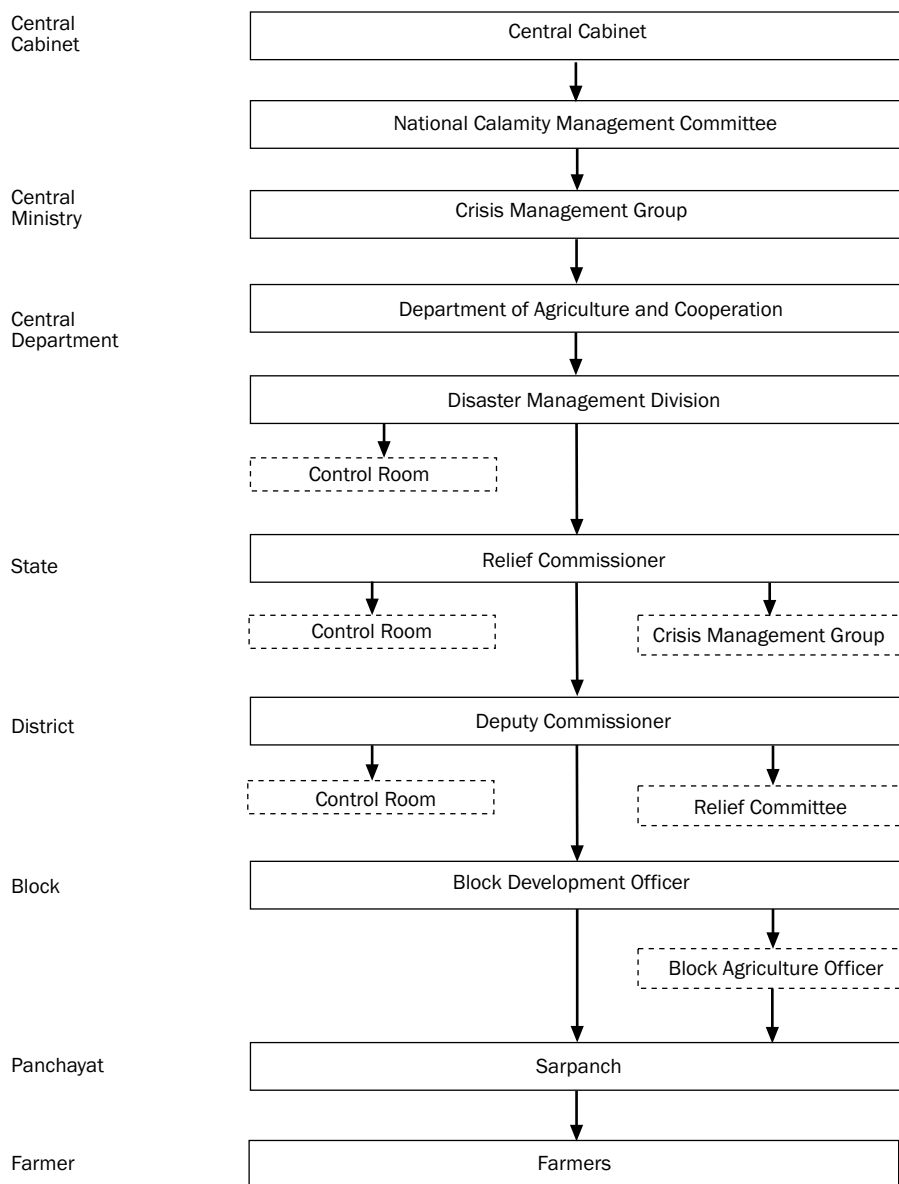 Central
Cabinet
Central Cabinet
National Calamity Management Committee
Central
Ministry
Crisis Management Group
Central
Department
Department of Agriculture and Cooperation
Disaster Management Division
Control Room
State
Relief Commissioner
Control Room
Crisis Management Group
District
Deputy Commissioner
Control Room
Relief Committee
Block
Block Development Officer
Block Agriculture Officer
Panchayat
Sarpanch
Farmer
Farmers